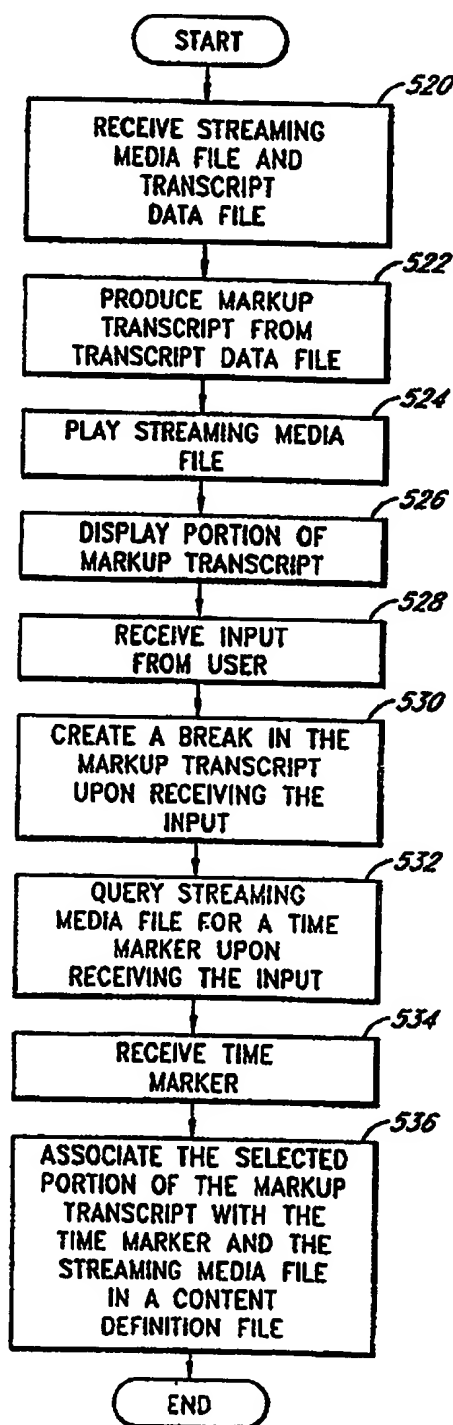 START
520
RECEIVE STREAMING
MEDIA FILE AND
TRANSCRIPT
DATA FILE
522
PRODUCE MARKUP
TRANSCRIPT FROM
TRANSCRIPT DATA FILE
524
PLAY STREAMING MEDIA
FILE
526
DISPLAY PORTION OF
MARKUP TRANSCRIPT
528
RECEIVE INPUT
FROM USER
530
CREATE A BREAK IN THE
MARKUP TRANSCRIPT
UPON RECEIVING THE
INPUT
532
QUERY STREAMING
MEDIA FILE FOR A TIME
MARKER UPON
RECEIVING THE INPUT
534
RECEIVE TIME
MARKER
536
ASSOCIATE THE SELECTED
PORTION OF THE MARKUP
TRANSCRIPT WITH THE
TIME MARKER AND THE
STREAMING MEDIA FILE
IN A CONTENT
DEFINITION FILE
END